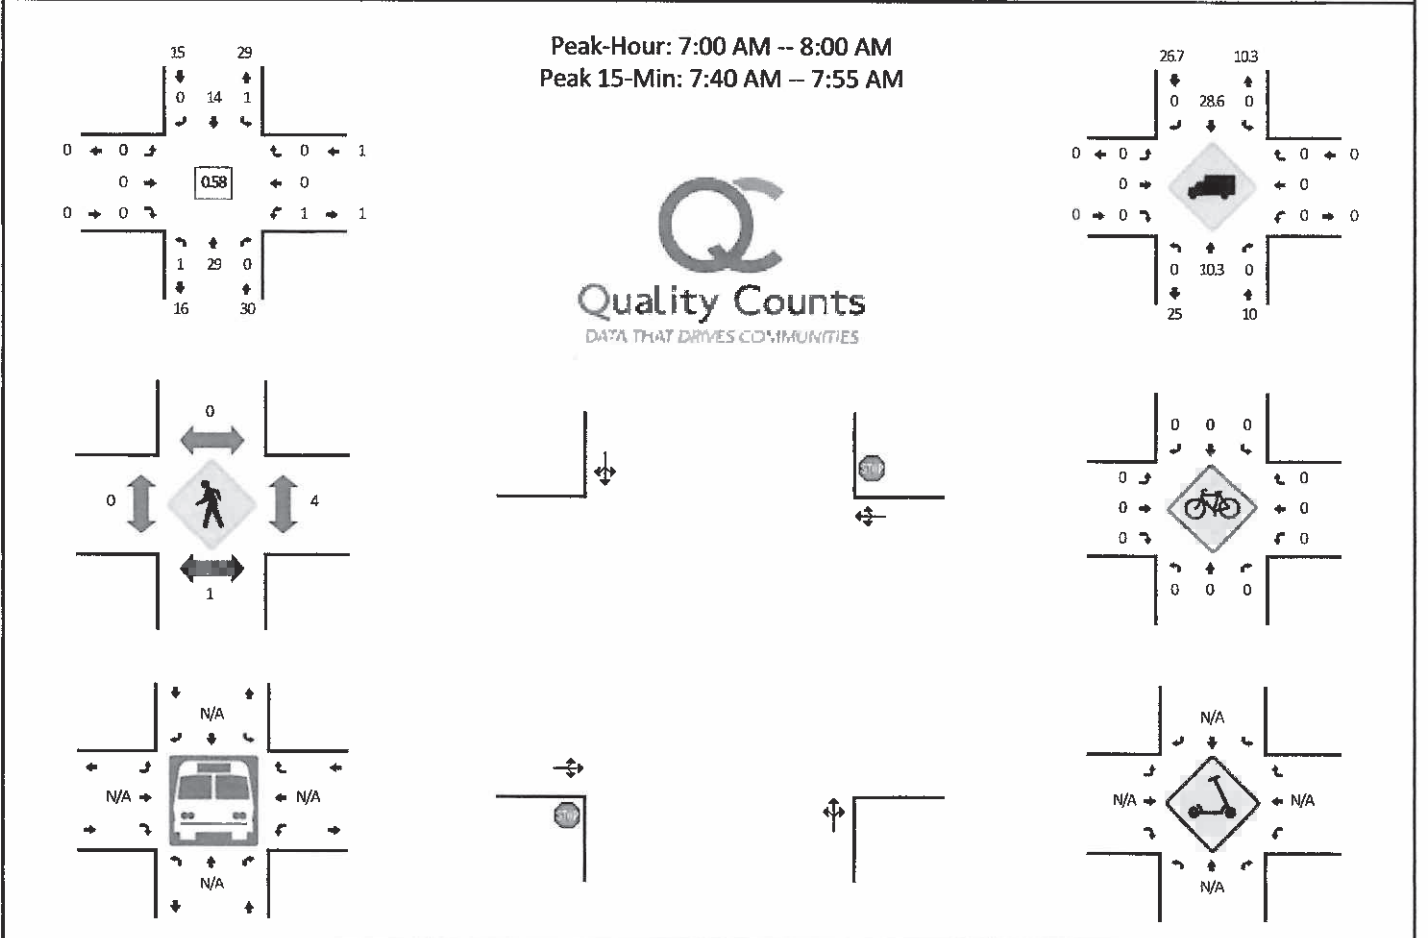 Peak-Hour: 7:00 AM -- 8:00 AM
Peak 15-Min: 7:40 AM -- 7:55 AM
15 29
0 14 1
0 0 0 1
0 0.58 0
0 0 1 1
1 29 0
16 30
Quality Counts
DATA THAT DRIVES COMMUNITIES
26.7 10.3
0 28.6 0
0 0 0 0
0 0
0 0 0 0
0 10.3 0
25 10
0
0 4
1
STOP
STOP
0 0 0
0 0
0 0
0 0
0 0 0
N/A
N/A N/A
N/A
N/A
N/A N/A
N/A